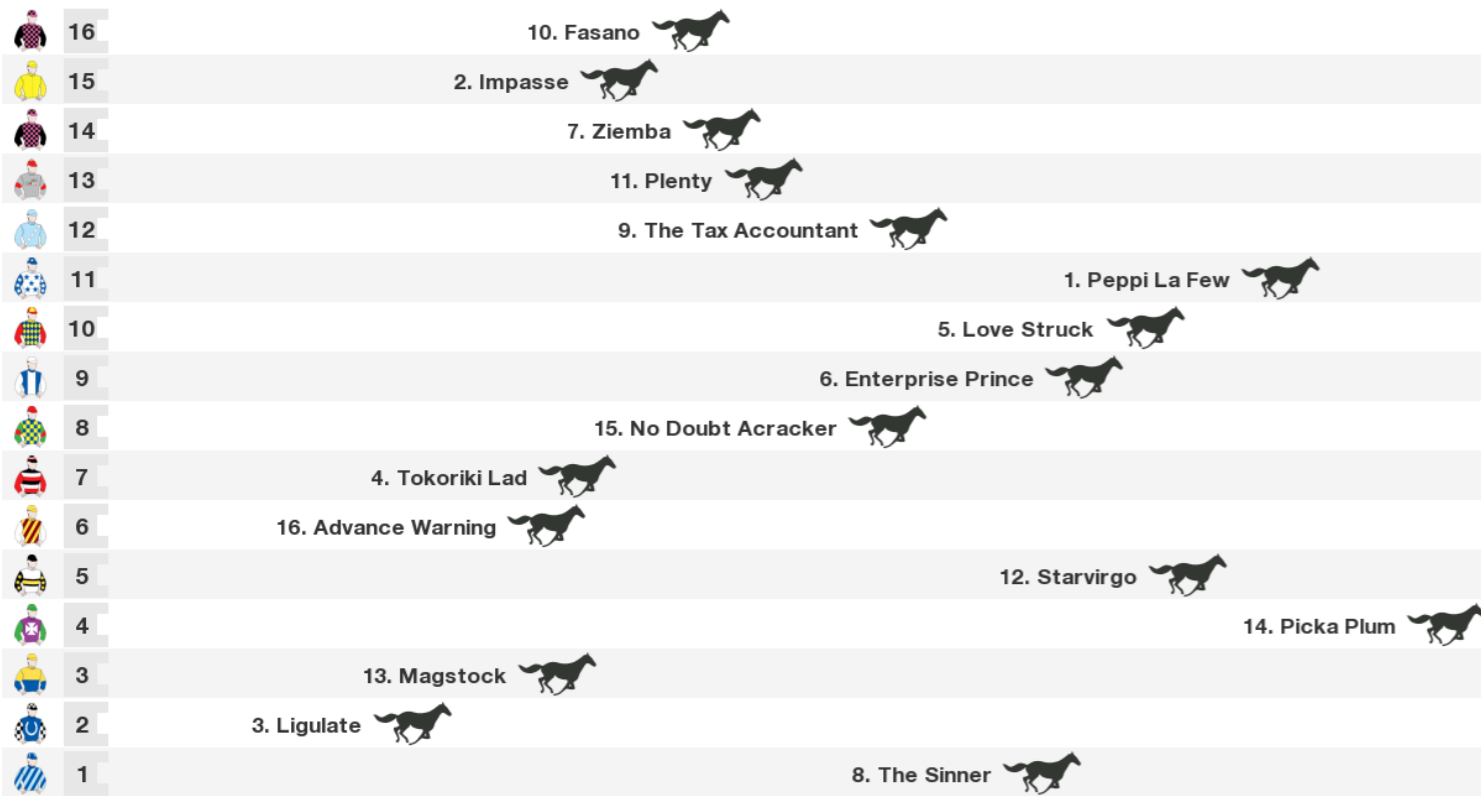 16 10. Fasano
15 2. Impasse
14 7. Ziemba
13 11. Plenty
12 9. The Tax Accountant
11 1. Peppi La Few
10 5. Love Struck
9 6. Enterprise Prince
8 15. No Doubt Acracker
7 4. Tokoriki Lad
6 16. Advance Warning
5 12. Starvirgo
4 14. Picka Plum
3 13. Magstock
2 3. Ligulate
1 8. The Sinner